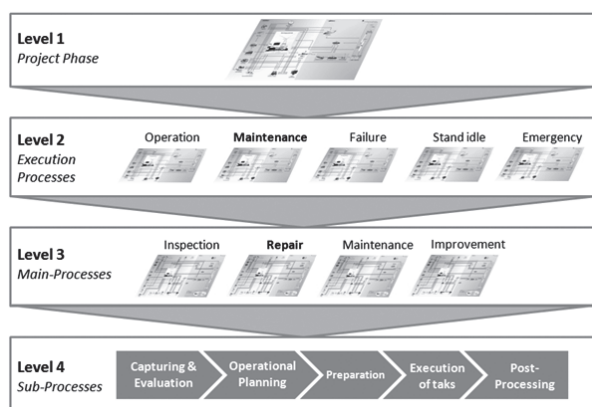 Level 1
Project Phase
Level 2
Execution
Processes
Operation
Maintenance
Failure
Stand idle
Emergency
Level 3
Main-Processes
Inspection
Repair
Maintenance
Improvement
Level 4
Sub-Processes
Capturing &
Evaluation
Operational
Planning
Preparation
Execution
of taks
Post-
Processing